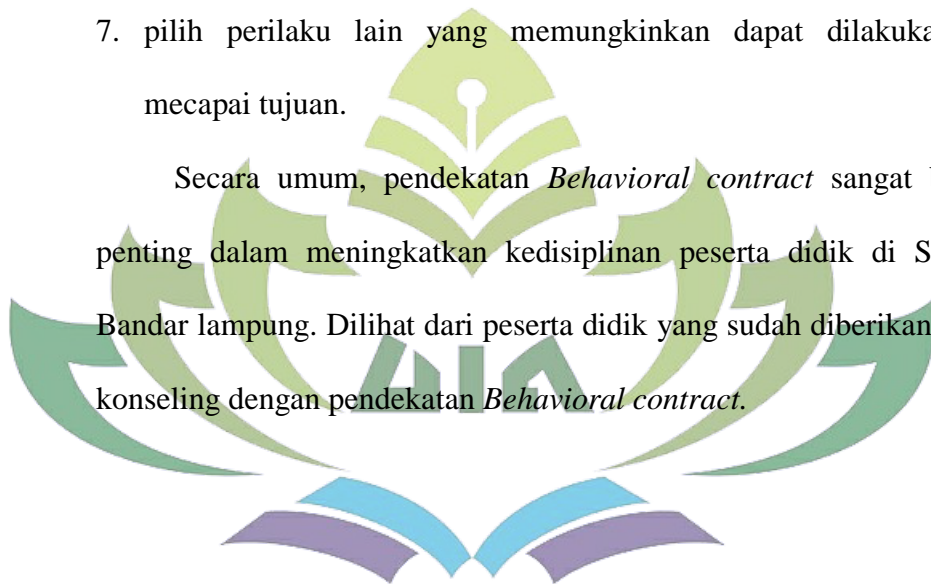 7. pilih perilaku lain yang memungkinkan dapat
mecapai tujuan.
Secara umum, pendekatan Behavioral contract sangat
penting dalam meningkatkan kedisiplinan peserta didik di
Bandar lampung. Dilihat dari peserta didik yang sudah diberikan
konseling dengan pendekatan Behavioral contract.
UIN